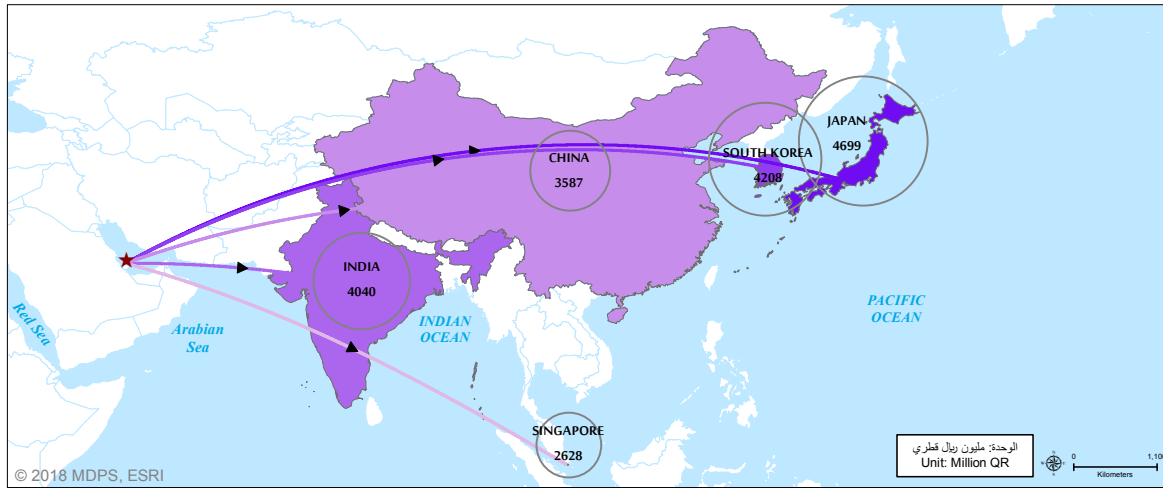 JAPAN
4699
SOUTH KOREA
4208
CHINA
3587
INDIA
4040
SINGAPORE
2628
Red Sea
Arabian
Sea
INDIAN
OCEAN
PACIFIC
OCEAN
الوحدة: مليون ريال قطري
Unit: Million QR
0
1,100
Kilometers
© 2018 MDPS, ESRI